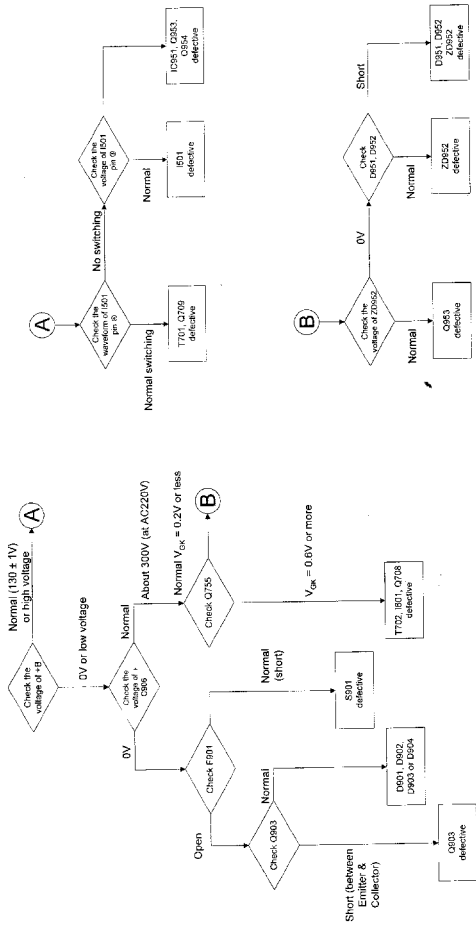 Check the
voltage of +B
Normal (130 ± 1V)
or high voltage
A
0V or low voltage
Check the
voltage of +
C906
Normal
About 300V (at AC220V)
0V
Check Q755
Normal VGK = 0.2V or less
B
VGK = 0.6V or more
T702, I801, Q708
defective
Check F901
Normal
(short)
S901
defective
Open
Check Q903
Normal
D901, D902,
D903 or D904
Short (between
Emitter &
Collector)
Q903
defective
A
Check the
waveform of I501
pin
No switching
Check the
voltage of I501
pin
IC951, Q953,
Q954
defective
Normal
I501
defective
Normal switching
T701, Q709
defective
B
Check the
voltage of ZD952
0V
Check
D951, D952
Short
D951, D952
ZD952
defective
Normal
ZD952
defective
Normal
Q953
defective